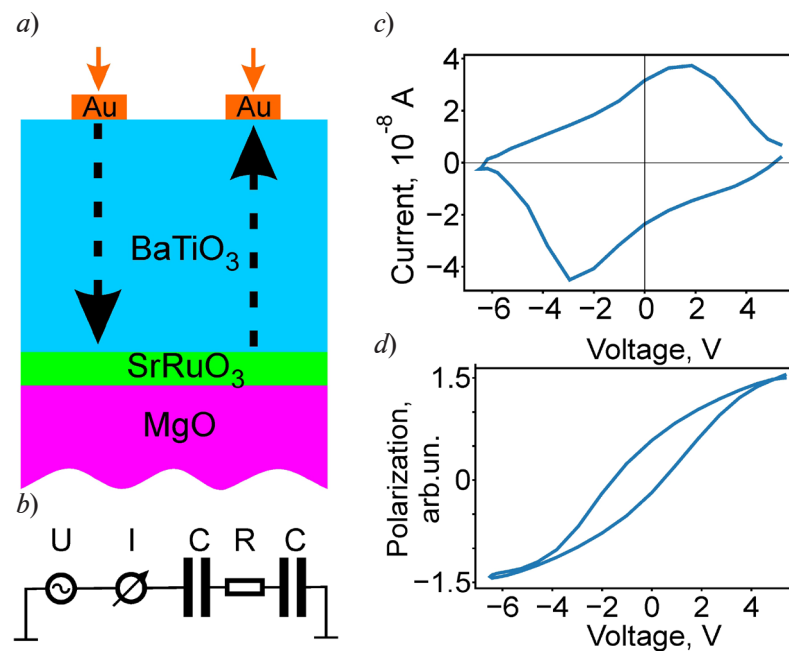 a)
Au Au
BaTiO₃
SrRuO₃
MgO
b)
U I C R C
c)
Current, 10⁻⁸ A
4
2
0
−2
−4
−6 −4 −2 0 2 4
Voltage, V
d)
Polarization,
arb.un.
1.5
0
−1.5
−6 −4 −2 0 2 4
Voltage, V